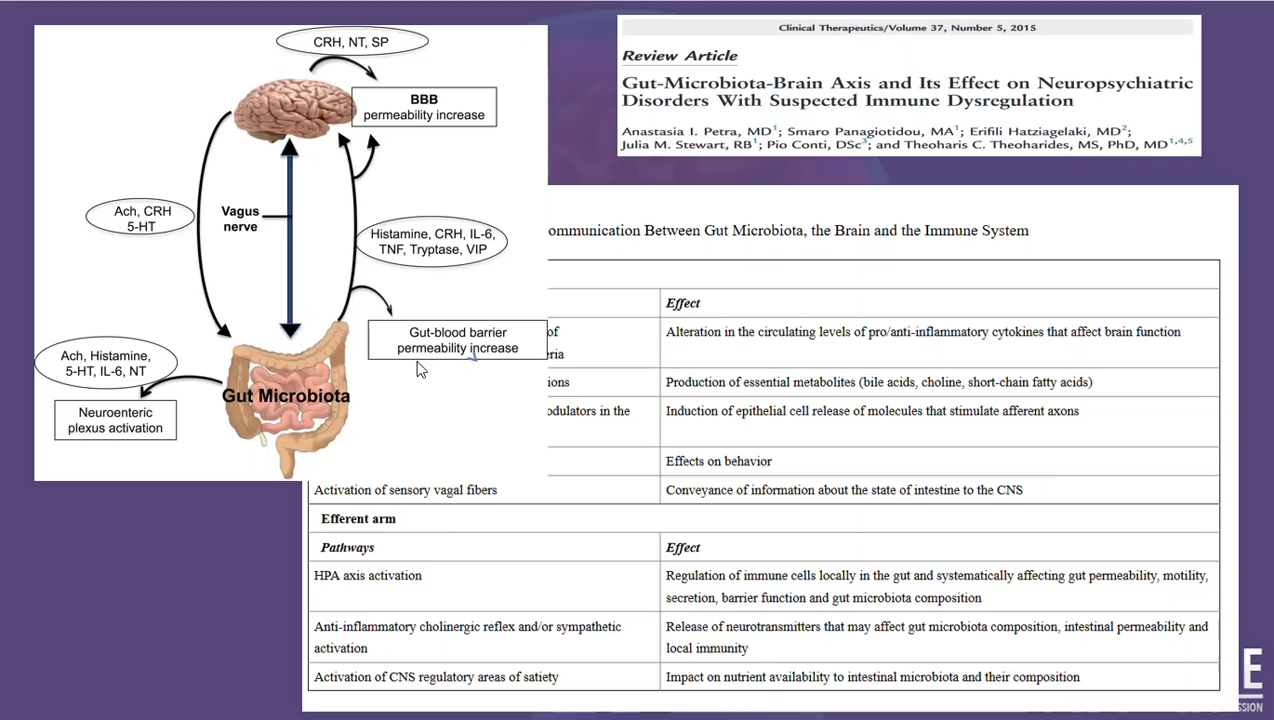 CRH, NT, SP
BBB
permeability increase
Ach, CRH
5-HT
Vagus
nerve
Histamine, CRH, IL-6,
TNF, Tryptase, VIP
Gut-blood barrier
permeability increase
Ach, Histamine,
5-HT, IL-6, NT
Gut Microbiota
Neuroenteric
plexus activation
Clinical Therapeutics/Volume 37, Number 5, 2015
Review Article
Gut-Microbiota-Brain Axis and Its Effect on Neuropsychiatric
Disorders With Suspected Immune Dysregulation
Anastasia I. Petra, MD1; Smaro Panagiotidou, MA1; Erifili Hatziagelaki, MD2;
Julia M. Stewart, RB1; Pio Conti, DSc3; and Theoharis C. Theoharides, MS, PhD, MD1,4,5
ommunication Between Gut Microbiota, the Brain and the Immune System
Effect
of
eria
Alteration in the circulating levels of pro/anti-inflammatory cytokines that affect brain function
ions
Production of essential metabolites (bile acids, choline, short-chain fatty acids)
odulators in the
Induction of epithelial cell release of molecules that stimulate afferent axons
Effects on behavior
Activation of sensory vagal fibers
Conveyance of information about the state of intestine to the CNS
Efferent arm
Pathways
Effect
HPA axis activation
Regulation of immune cells locally in the gut and systematically affecting gut permeability, motility,
secretion, barrier function and gut microbiota composition
Anti-inflammatory cholinergic reflex and/or sympathetic
activation
Release of neurotransmitters that may affect gut microbiota composition, intestinal permeability and
local immunity
Activation of CNS regulatory areas of satiety
Impact on nutrient availability to intestinal microbiota and their composition
E
SSION